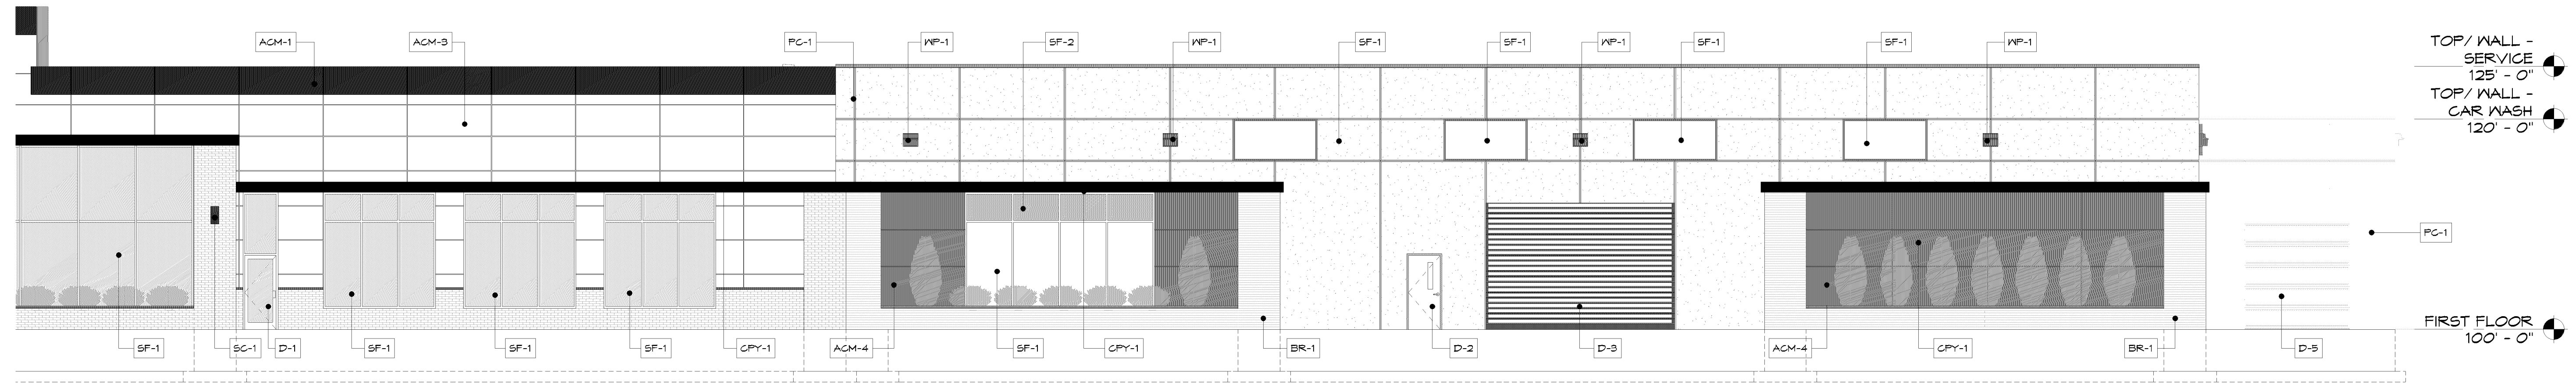 ACM-1
ACM-3
PC-1
WP-1
SF-2
WP-1
SF-1
SF-1
WP-1
SF-1
SF-1
WP-1
TOP/ WALL -
SERVICE
125' - 0"
TOP/ WALL -
CAR WASH
120' - 0"
PC-1
FIRST FLOOR
100' - 0"
SF-1
SC-1
D-1
SF-1
SF-1
SF-1
CPY-1
ACM-4
SF-1
CPY-1
BR-1
D-2
D-3
ACM-4
CPY-1
BR-1
D-5